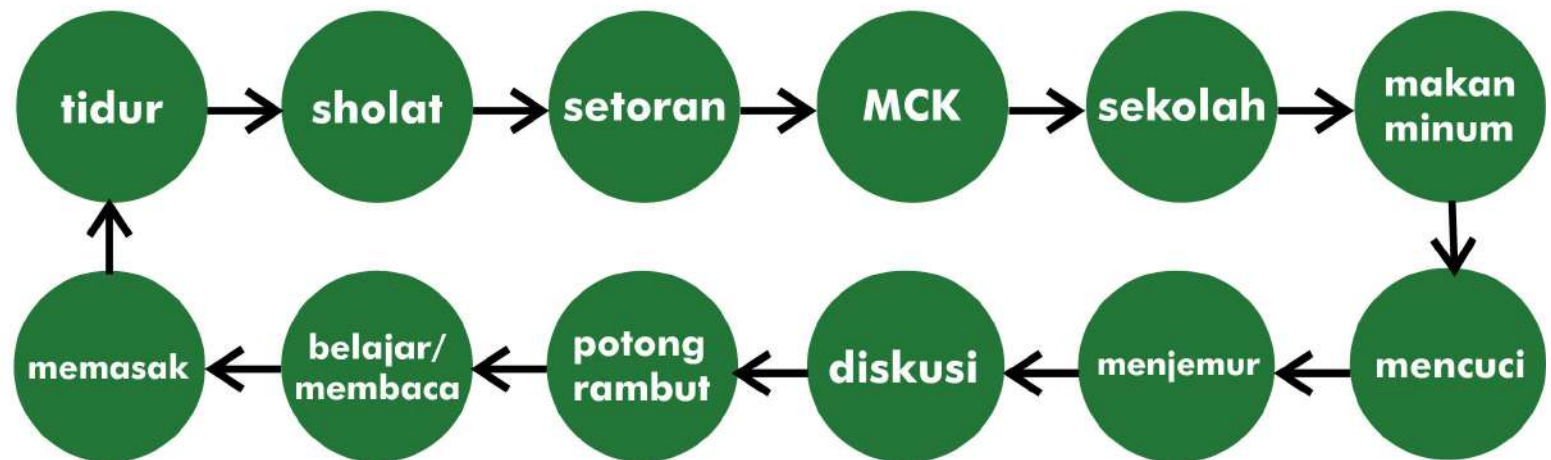 tidur
sholat
setoran
MCK
sekolah
makan
minum
mencuci
menjemur
diskusi
potong
rambut
belajar/
membaca
memasak